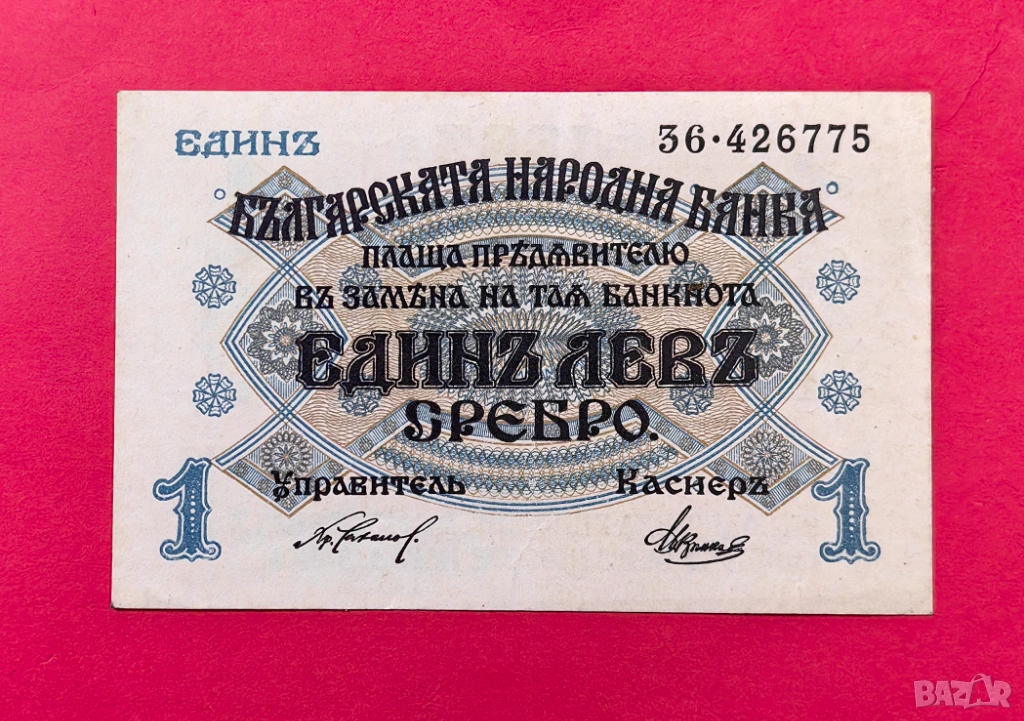 ЕДИНЪ
36·426775
БЪЛГАРСКАТА НАРОДНА БАНКА
ПЛАЩА ПРѢДЯВИТЕЛЮ
ВЪ ЗАМѢНА НА ТАЯ БАНКНОТА
ЕДИНЪ ЛЕВЪ
СРЕБРО.
Управитель Касиеръ
1 1
BAZAR